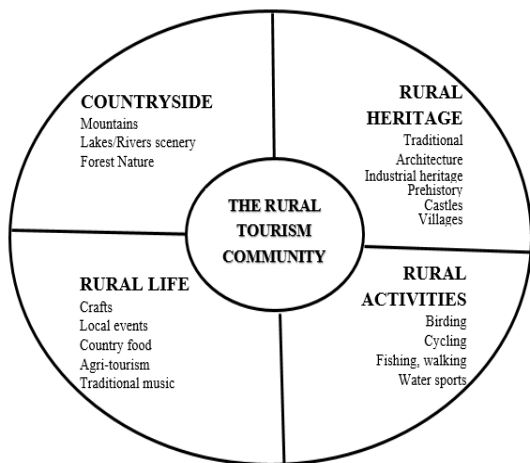 COUNTRYSIDE
Mountains
Lakes/Rivers scenery
Forest Nature
RURAL
HERITAGE
Traditional
Architecture
Industrial heritage
Prehistory
Castles
Villages
THE RURAL
TOURISM
COMMUNITY
RURAL LIFE
Crafts
Local events
Country food
Agri-tourism
Traditional music
RURAL
ACTIVITIES
Birding
Cycling
Fishing, walking
Water sports